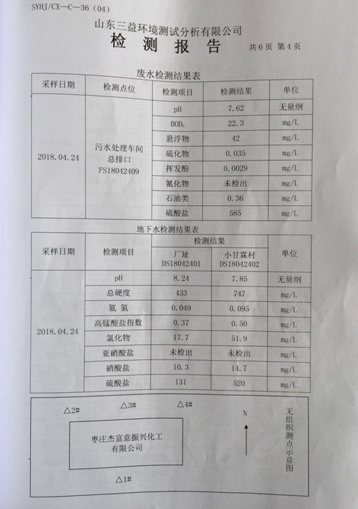 SYHJ/CX—C—36（04）
山东三益环境测试分析有限公司
检 测 报 告 共 6 页 第 4 页
废水检测结果表
采样日期 检测点位 检测项目 检测结果 单位
2018.04.24 污水处理车间总排口 FS18042409
pH 7.62 无量纲
BOD₅ 22.3 mg/L
悬浮物 42 mg/L
硫化物 0.035 mg/L
挥发酚 0.0029 mg/L
氰化物 未检出 mg/L
石油类 0.36 mg/L
硫酸盐 585 mg/L
地下水检测结果表
采样日期 检测项目 检测结果 单位
厂址 DS18042401 小甘霖村 DS18042402
2018.04.24
pH 8.24 7.85 无量纲
总硬度 433 747 mg/L
氨氮 0.049 0.095 mg/L
高锰酸盐指数 0.37 0.50 mg/L
氯化物 17.7 51.9 mg/L
亚硝酸盐 未检出 未检出 mg/L
硝酸盐 10.3 14.7 mg/L
硫酸盐 131 520 mg/L
△2# △3# △4# N
枣庄杰富意振兴化工
有限公司
△1#
无组织测点示意图